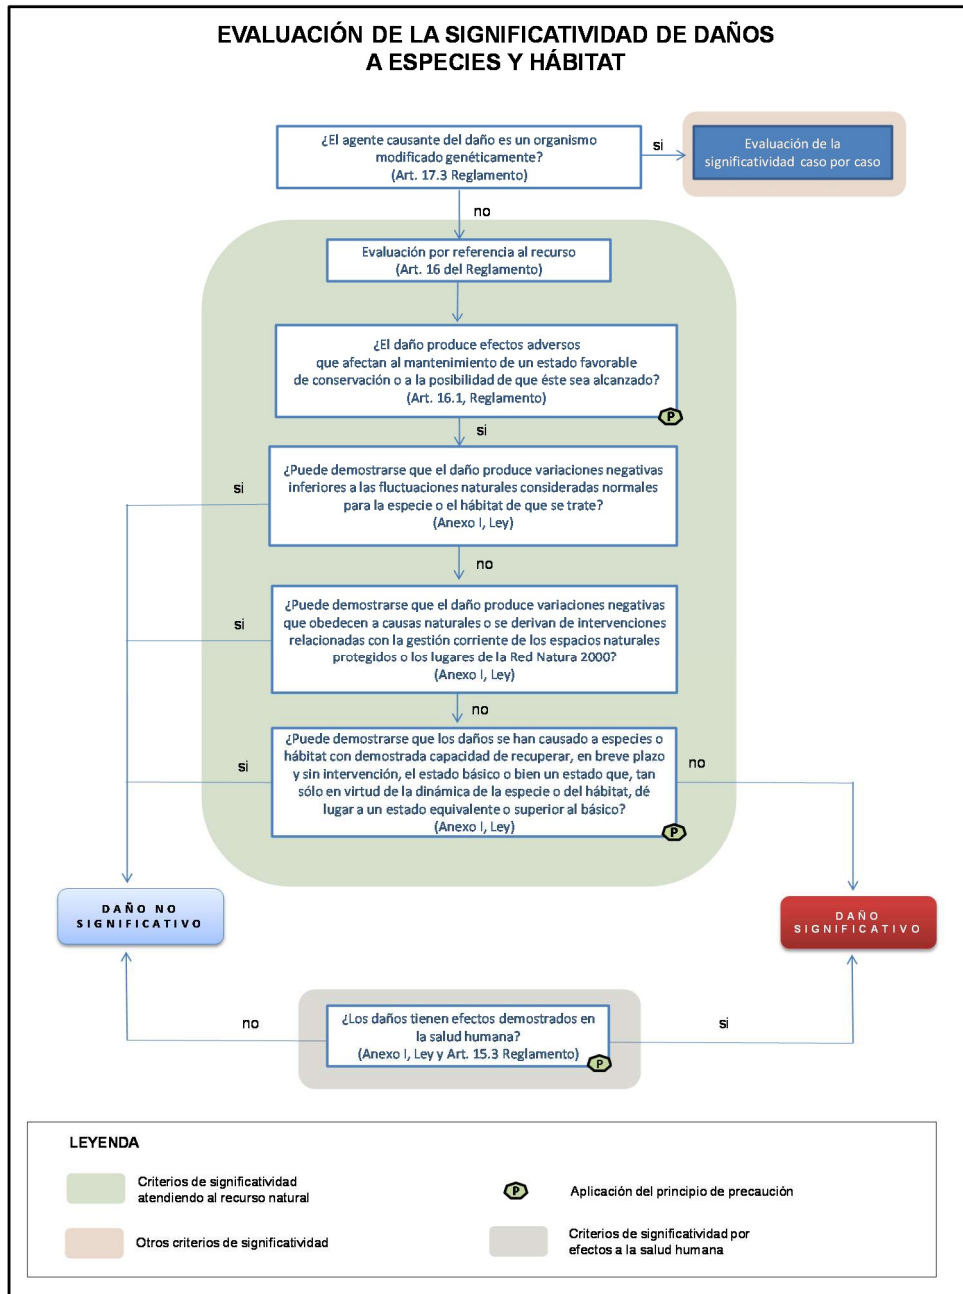 EVALUACIÓN DE LA SIGNIFICATIVIDAD DE DAÑOS
A ESPECIES Y HÁBITAT
¿El agente causante del daño es un organismo
modificado genéticamente?
(Art. 17.3 Reglamento)
si
Evaluación de la
significatividad caso por caso
no
Evaluación por referencia al recurso
(Art. 16 del Reglamento)
¿El daño produce efectos adversos
que afectan al mantenimiento de un estado favorable
de conservación o a la posibilidad de que éste sea alcanzado?
(Art. 16.1, Reglamento)
P
si
¿Puede demostrarse que el daño produce variaciones negativas
inferiores a las fluctuaciones naturales consideradas normales
para la especie o el hábitat de que se trate?
(Anexo I, Ley)
si
no
¿Puede demostrarse que el daño produce variaciones negativas
que obedecen a causas naturales o se derivan de intervenciones
relacionadas con la gestión corriente de los espacios naturales
protegidos o los lugares de la Red Natura 2000?
(Anexo I, Ley)
si
no
¿Puede demostrarse que los daños se han causado a especies o
hábitat con demostrada capacidad de recuperar, en breve plazo
y sin intervención, el estado básico o bien un estado que, tan
sólo en virtud de la dinámica de la especie o del hábitat, dé
lugar a un estado equivalente o superior al básico?
(Anexo I, Ley)
P
si
no
DAÑO NO
SIGNIFICATIVO
DAÑO
SIGNIFICATIVO
no
¿Los daños tienen efectos demostrados en
la salud humana?
(Anexo I, Ley y Art. 15.3 Reglamento)
P
si
LEYENDA
Criterios de significatividad
atendiendo al recurso natural
P
Aplicación del principio de precaución
Otros criterios de significatividad
Criterios de significatividad por
efectos a la salud humana